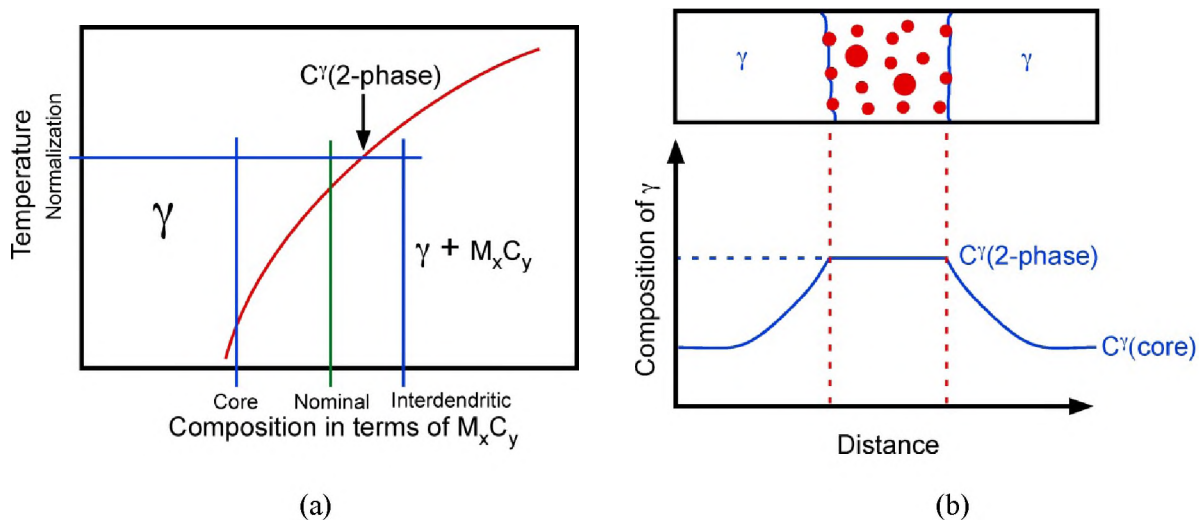 Temperature
Normalization
Cγ(2-phase)
γ
γ + MxCy
Core
Nominal
Interdendritic
Composition in terms of MxCy
(a)
γ
γ
Composition of γ
Cγ(2-phase)
Cγ(core)
Distance
(b)